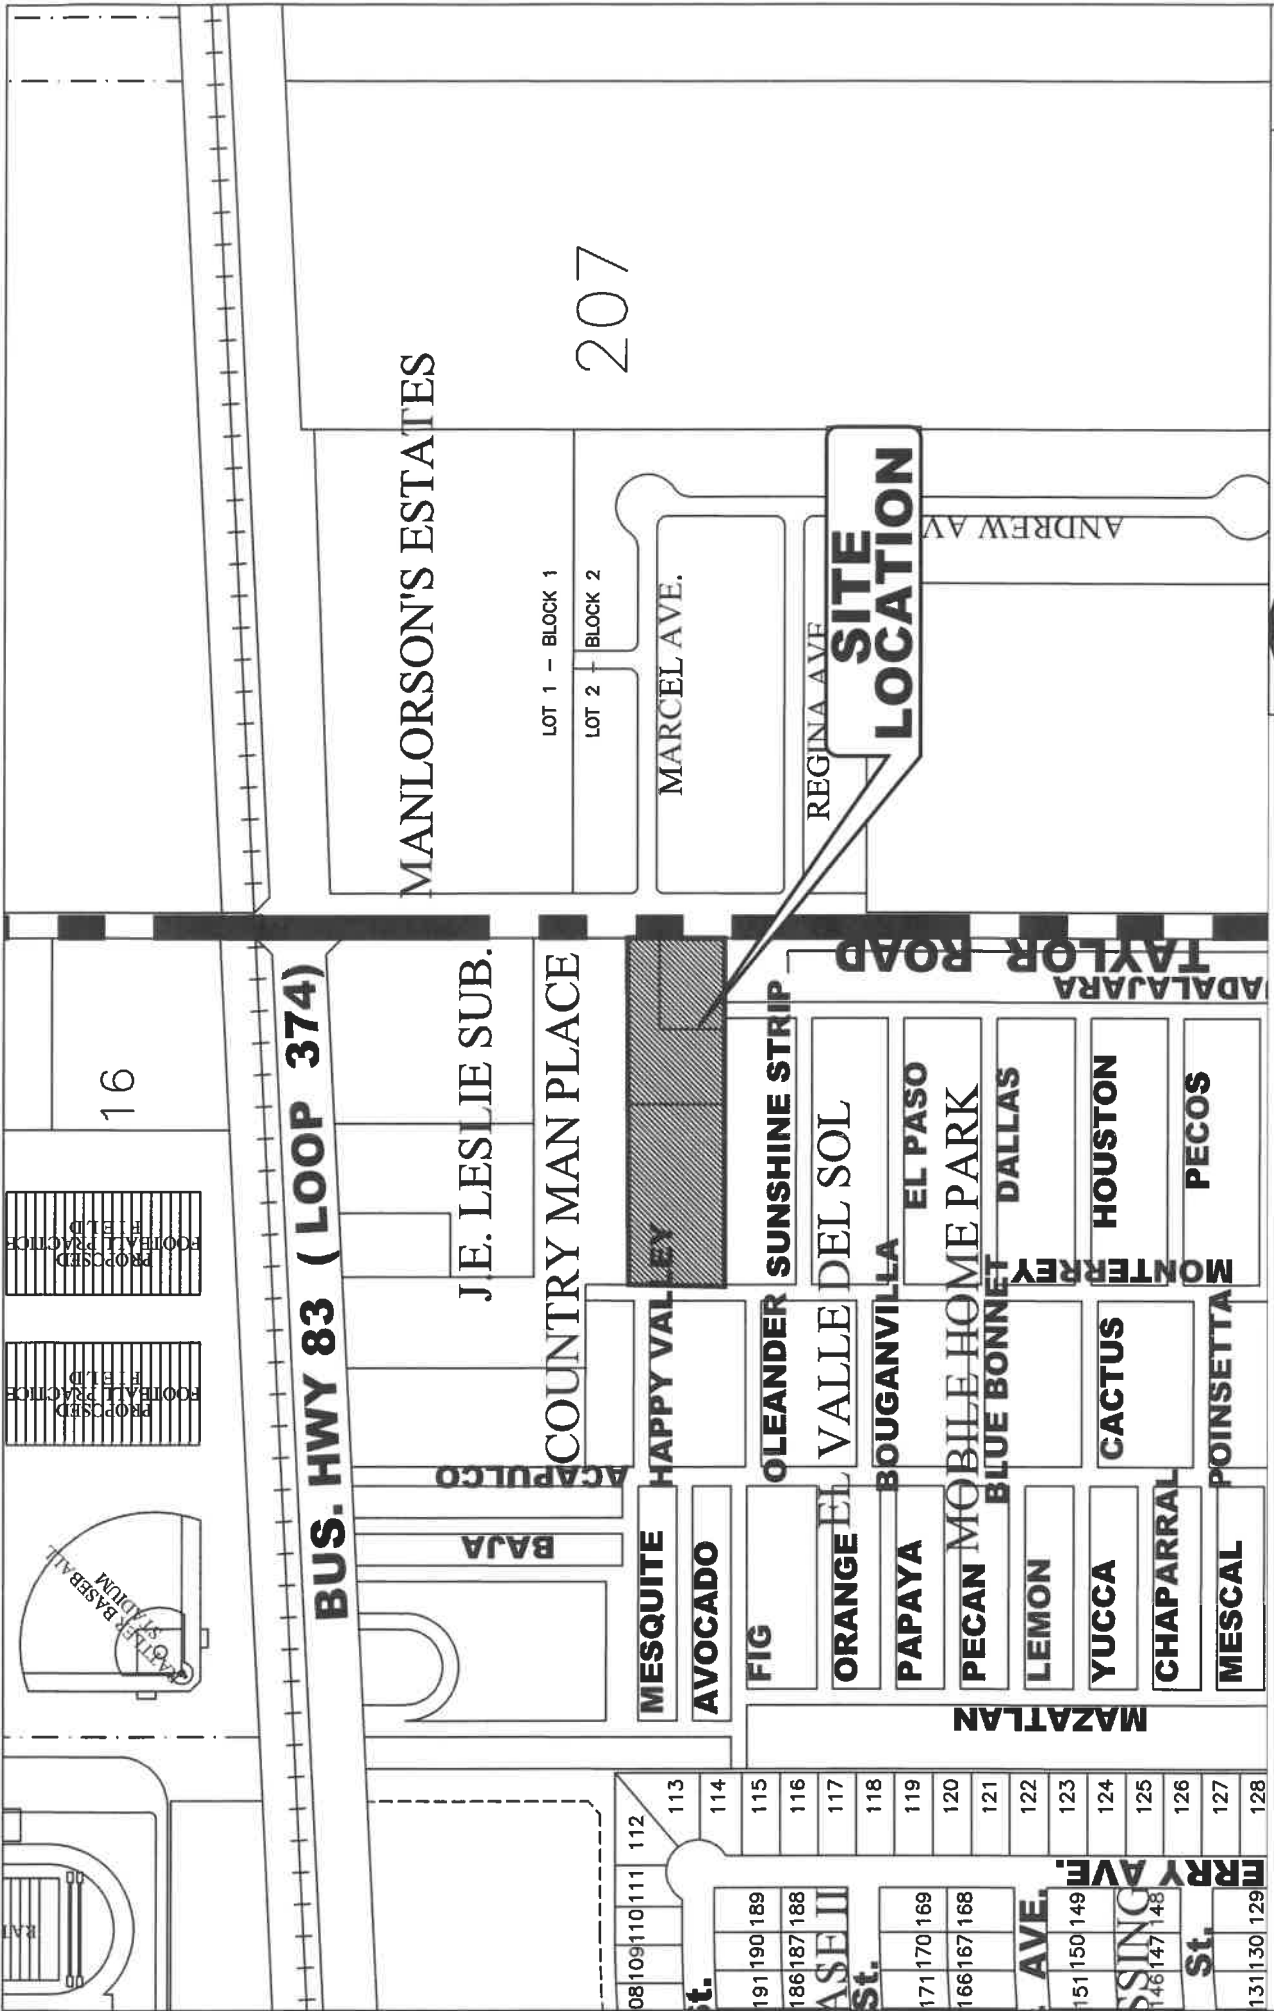 16
PROPOSED
FOOTBALL PRACTICE
FIELD
PROPOSED
FOOTBALL PRACTICE
FIELD
RATTLER BASEBALL
STADIUM
BUS. HWY 83 ( LOOP 374)
MANLORSON'S ESTATES
207
LOT 1 - BLOCK 1
LOT 2 - BLOCK 2
MARCEL AVE.
REGINA AVE
ANDREW AV
SITE
LOCATION
J.E. LESLIE SUB.
COUNTRY MAN PLACE
TAYLOR ROAD
ADALAJARA
HAPPY VALLEY
OLEANDER
SUNSHINE STRIP
EL VALLE DEL SOL
MOBILE HOME PARK
BOUGANVILLA
EL PASO
BLUE BONNET
DALLAS
HOUSTON
PECOS
MONTERREY
CACTUS
POINSETTA
ACAPULCO
BAJA
MESQUITE
AVOCADO
FIG
ORANGE
PAPAYA
PECAN
LEMON
YUCCA
CHAPARRAL
MESCAL
MAZATLAN
08 109 110 111 112
113
114
115
116
117
118
119
120
121
122
123
124
125
126
127
128
ERRY AVE.
St.
191 190 189
186 187 188
ASE II
St.
171 170 169
166 167 168
AVE.
151 150 149
146 147 148
SSING
St.
131 130 129